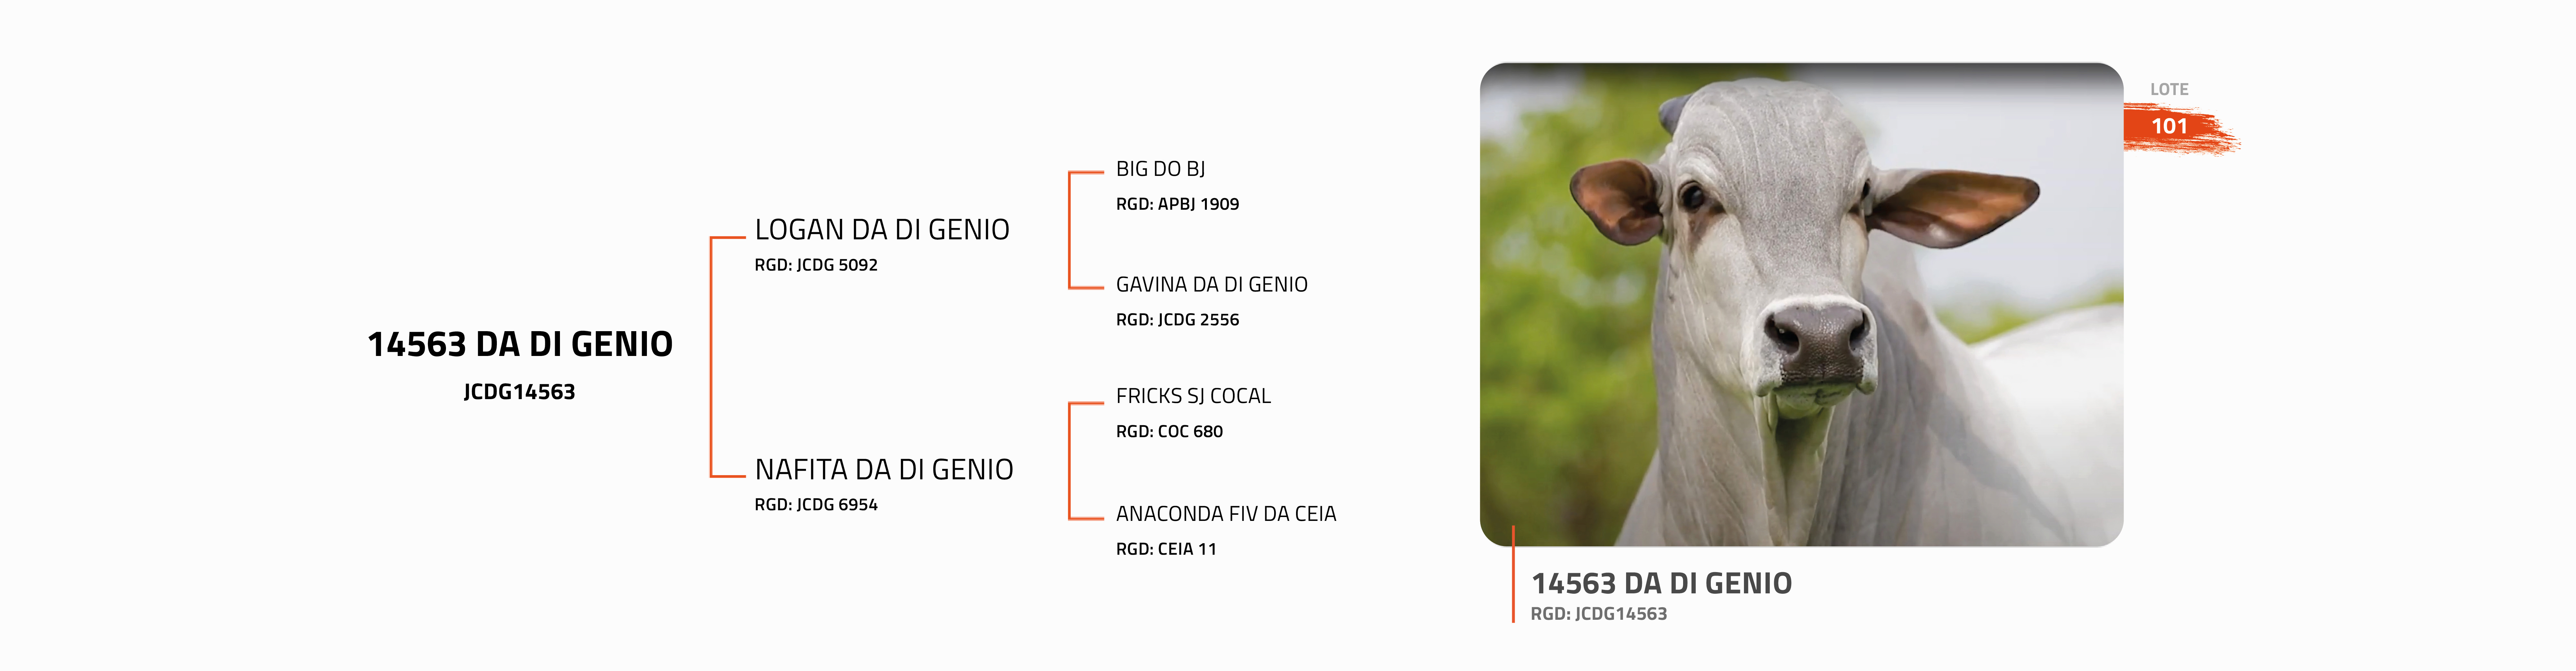 14563 DA DI GENIO
JCDG14563
LOGAN DA DI GENIO
RGD: JCDG 5092
NAFITA DA DI GENIO
RGD: JCDG 6954
BIG DO BJ
RGD: APBJ 1909
GAVINA DA DI GENIO
RGD: JCDG 2556
FRICKS SJ COCAL
RGD: COC 680
ANACONDA FIV DA CEIA
RGD: CEIA 11
LOTE
101
14563 DA DI GENIO
RGD: JCDG14563